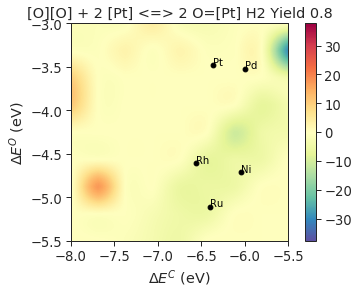 [O][O] + 2 [Pt] <=> 2 O=[Pt] H2 Yield 0.8
−3.0
−3.5
−4.0
−4.5
−5.0
−5.5
ΔE^O (eV)
Pt
Pd
Rh
Ni
Ru
−8.0 −7.5 −7.0 −6.5 −6.0 −5.5
ΔE^C (eV)
30
20
10
0
−10
−20
−30